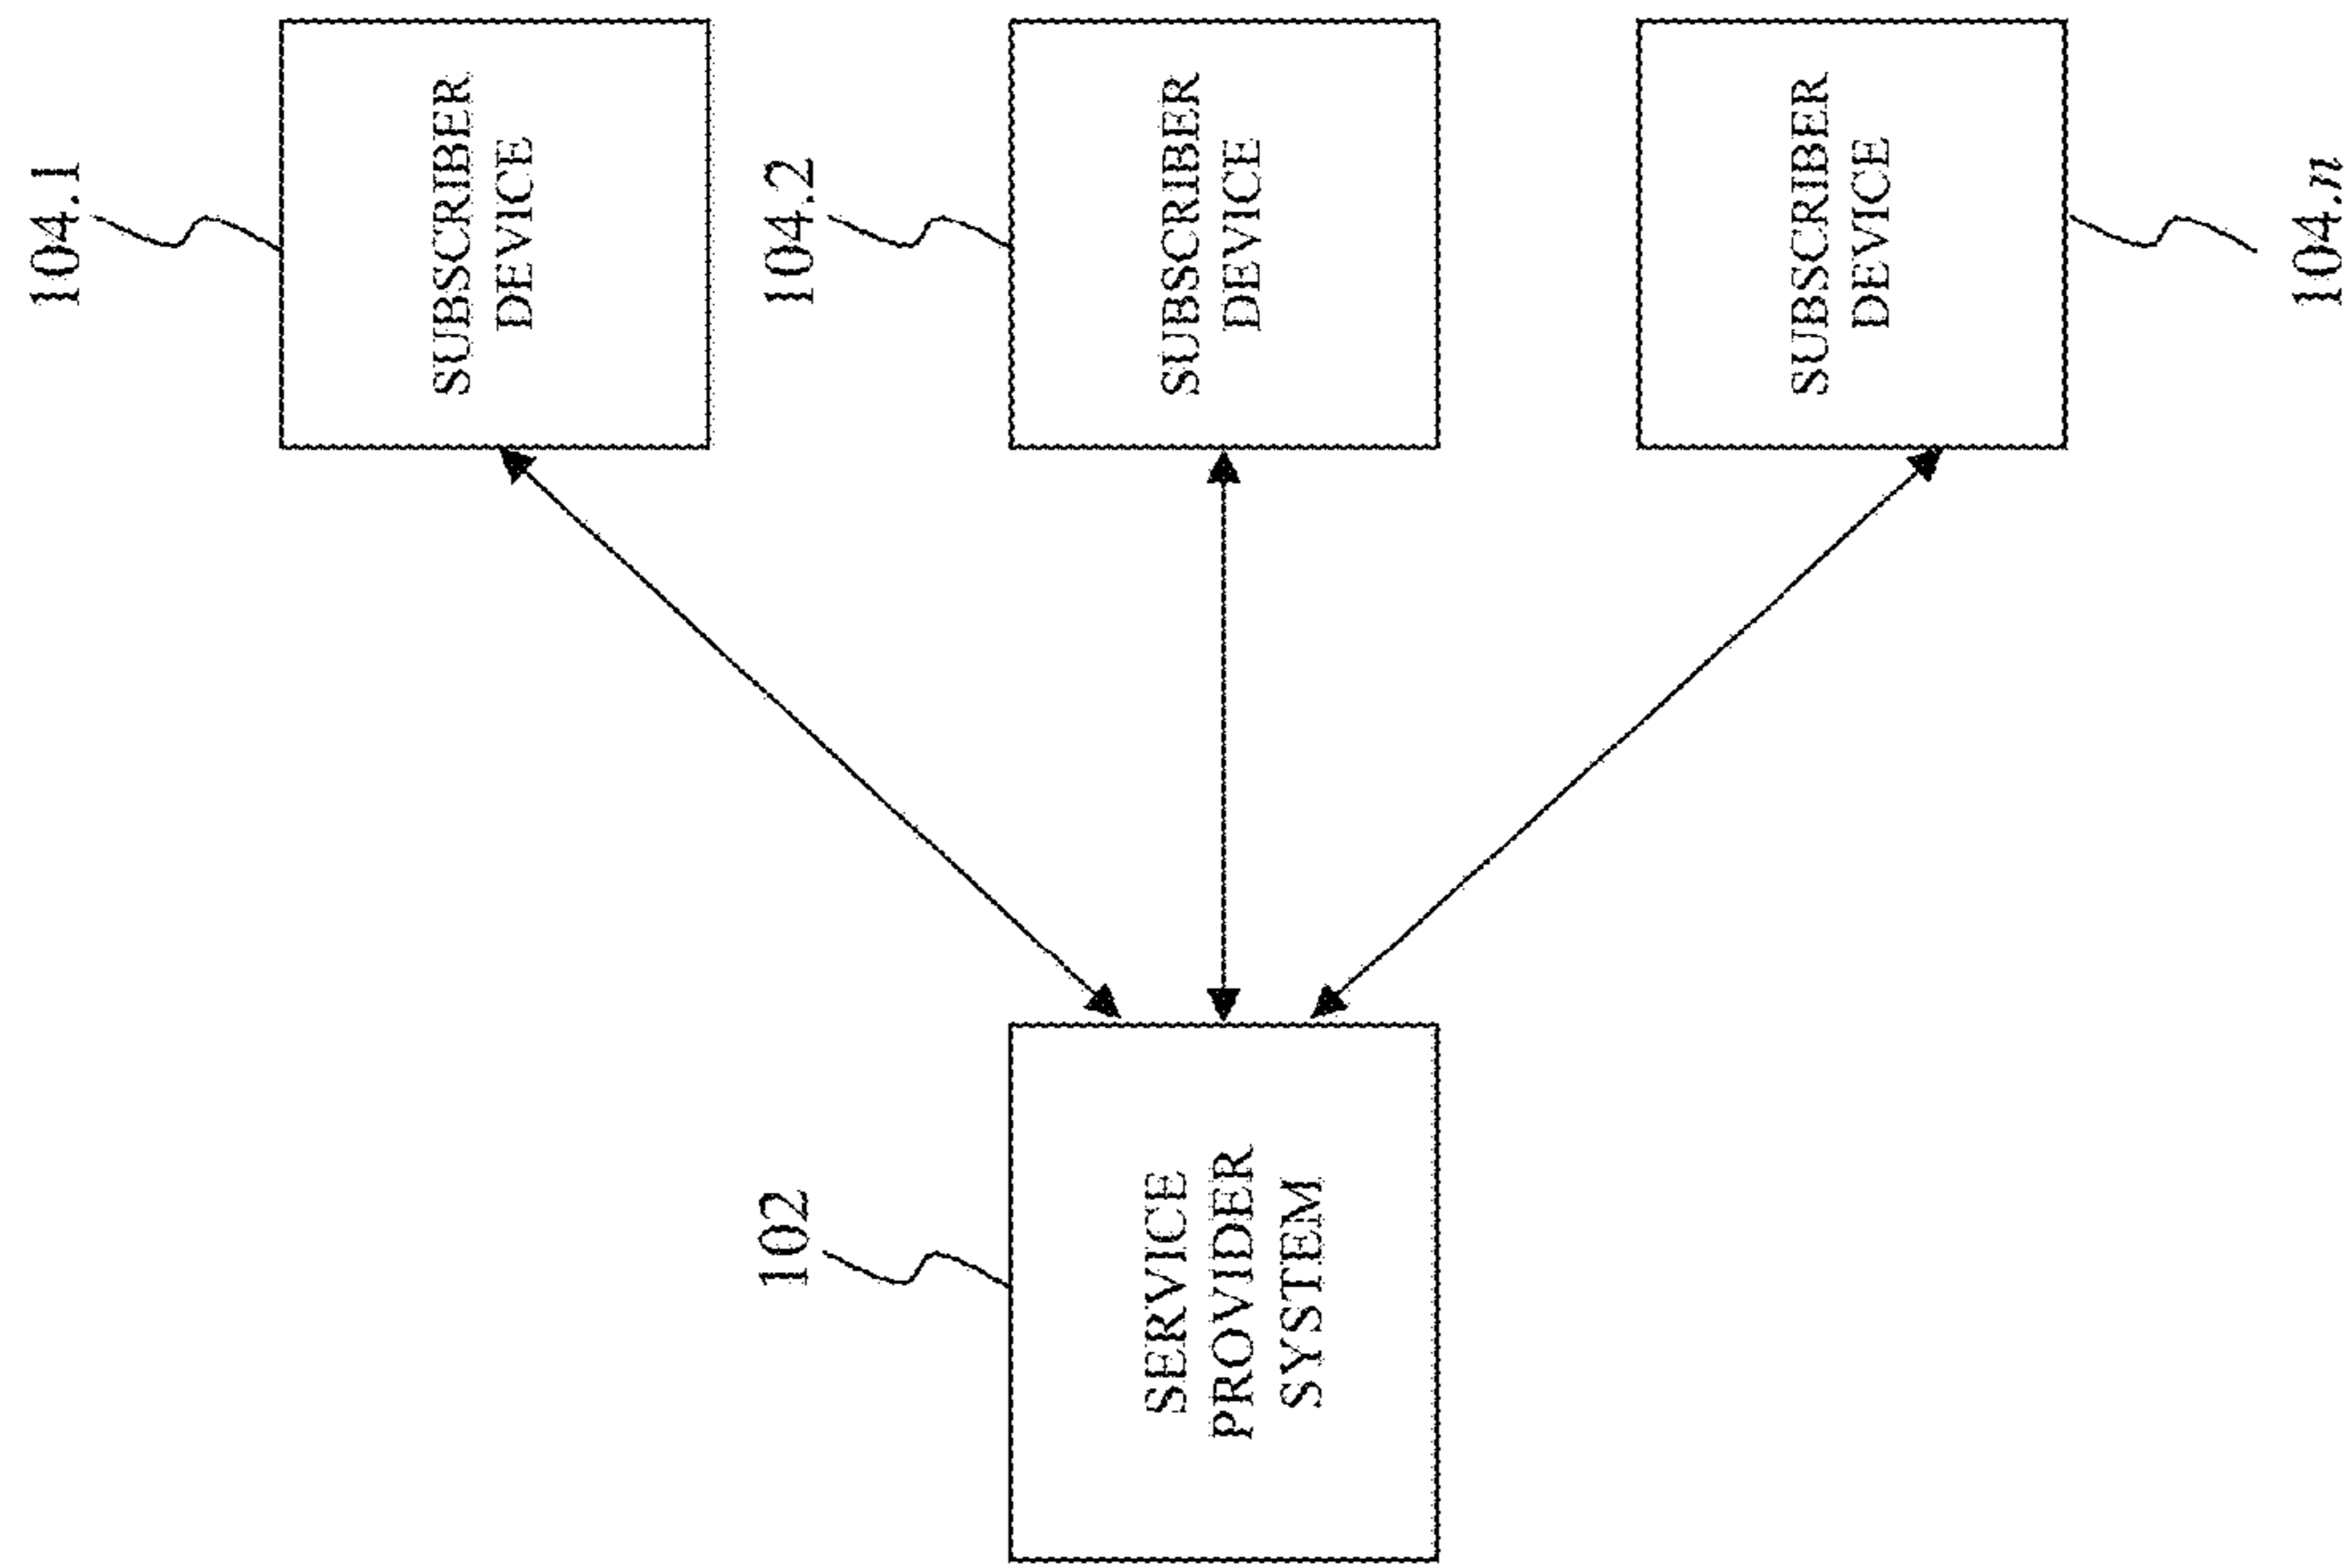 104.1
SUBSCRIBER
DEVICE
104.2
SUBSCRIBER
DEVICE
102
SERVICE
PROVIDER
SYSTEM
SUBSCRIBER
DEVICE
104.n